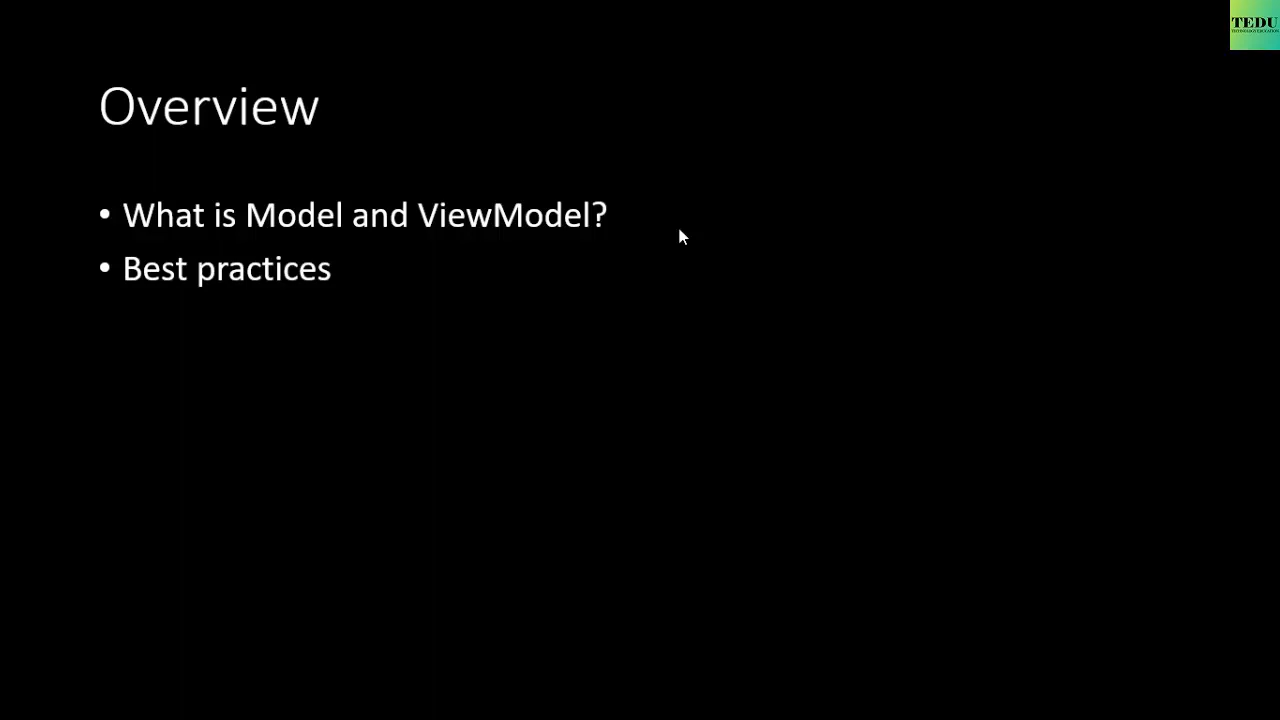 TEDU
Overview
• What is Model and ViewModel?
• Best practices